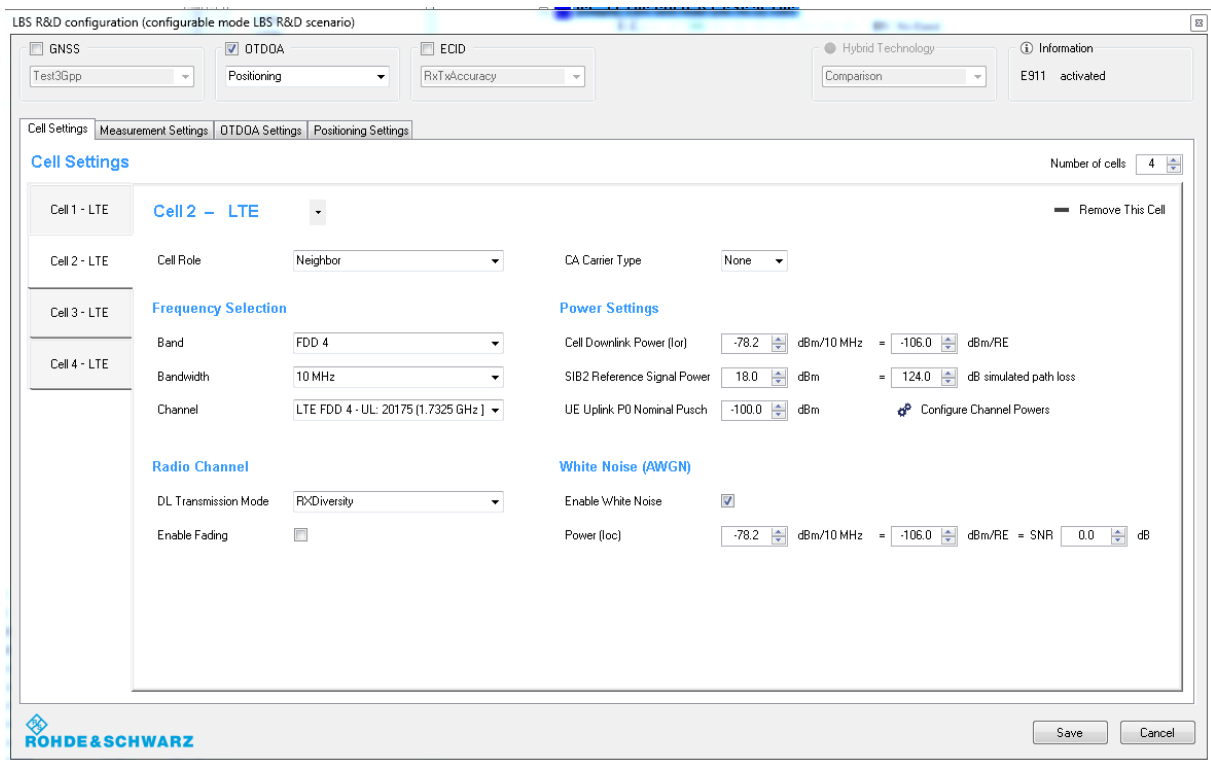 LBS R&D configuration (configurable mode LBS R&D scenario)
GNSS
OTDOA
ECID
Hybrid Technology
Information
Test3Gpp
Positioning
RxTxAccuracy
Comparison
E911 activated
Cell Settings Measurement Settings OTDOA Settings Positioning Settings
Cell Settings
Number of cells 4
Cell 1 - LTE
Cell 2 - LTE
Cell 3 - LTE
Cell 4 - LTE
Cell 2 – LTE
Remove This Cell
Cell Role Neighbor
CA Carrier Type None
Frequency Selection
Band FDD 4
Bandwidth 10 MHz
Channel LTE FDD 4 - UL: 20175 (1.7325 GHz ]
Power Settings
Cell Downlink Power (Ior) -78.2 dBm/10 MHz = -106.0 dBm/RE
SIB2 Reference Signal Power 18.0 dBm = 124.0 dB simulated path loss
UE Uplink P0 Nominal Pusch -100.0 dBm Configure Channel Powers
Radio Channel
DL Transmission Mode RXDiversity
Enable Fading
White Noise (AWGN)
Enable White Noise
Power (Ioc) -78.2 dBm/10 MHz = -106.0 dBm/RE = SNR 0.0 dB
ROHDE&SCHWARZ
Save
Cancel